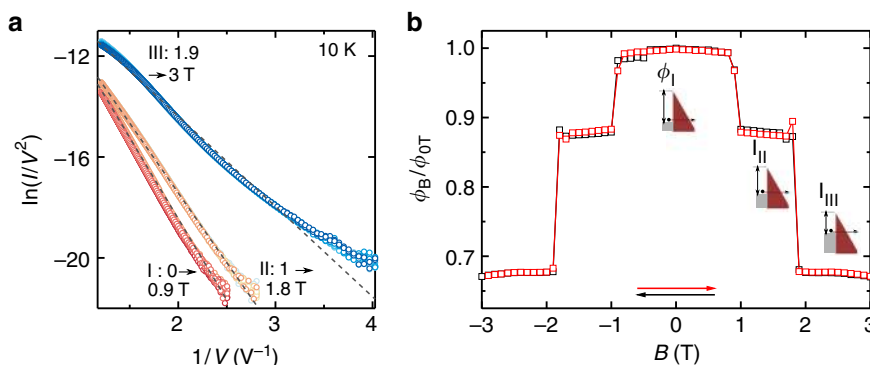 a
III: 1.9
→ 3 T
10 K
I : 0→
0.9 T
II: 1 →
1.8 T
−12
−16
−20
ln(I/V²)
2
3
4
1/V (V⁻¹)
b
ϕI
III
IIII
1.0
0.9
0.8
0.7
ϕB/ϕ0T
−3
−2
−1
0
1
2
3
B (T)